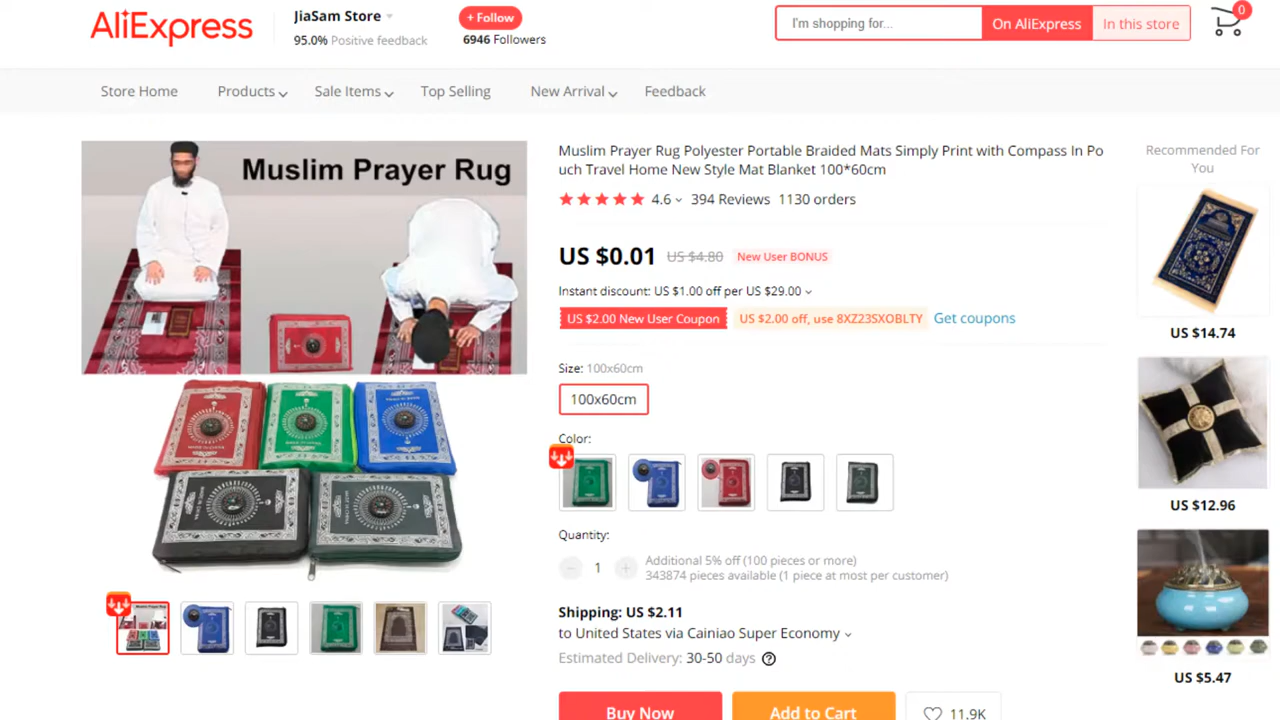 AliExpress
JiaSam Store
95.0% Positive feedback
+ Follow
6946 Followers
I'm shopping for...
On AliExpress
In this store
0
Store Home
Products
Sale Items
Top Selling
New Arrival
Feedback
Muslim Prayer Rug
Muslim Prayer Rug Polyester Portable Braided Mats Simply Print with Compass In Po
uch Travel Home New Style Mat Blanket 100*60cm
4.6
394 Reviews
1130 orders
US $0.01
US $4.80
New User BONUS
Instant discount: US $1.00 off per US $29.00
US $2.00 New User Coupon
US $2.00 off, use 8XZ23SXOBLTY
Get coupons
Size: 100x60cm
100x60cm
Color:
Quantity:
1
Additional 5% off (100 pieces or more)
343874 pieces available (1 piece at most per customer)
Shipping: US $2.11
to United States via Cainiao Super Economy
Estimated Delivery: 30-50 days
Buy Now
Add to Cart
11.9K
Recommended For
You
US $14.74
US $12.96
US $5.47